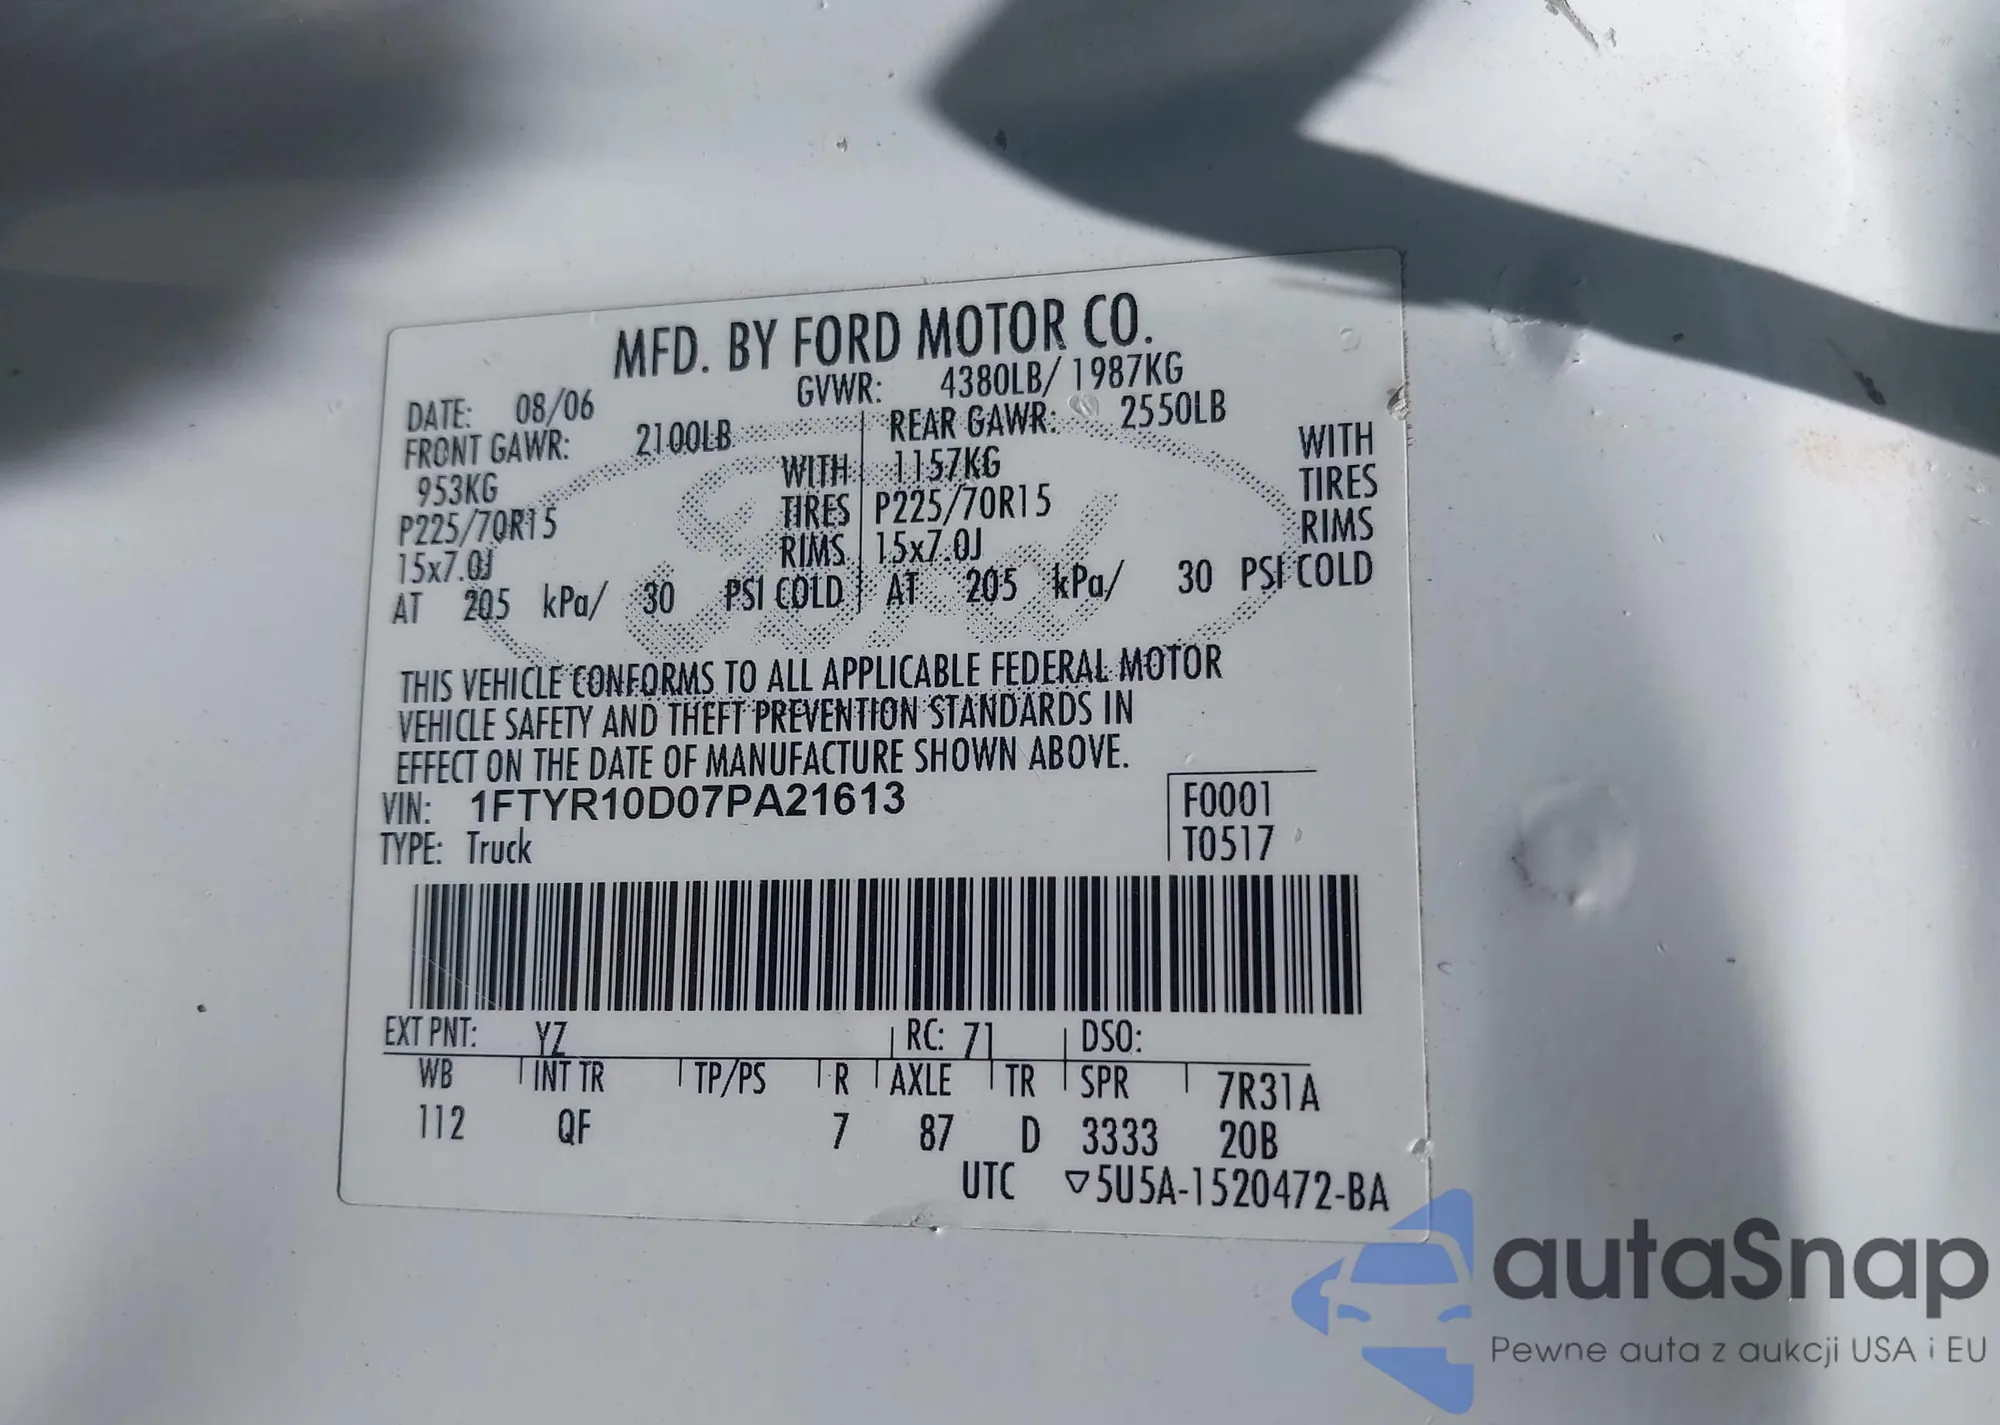 MFD. BY FORD MOTOR CO.
DATE: 08/06 GVWR: 4380LB/ 1987KG
FRONT GAWR: 2100LB REAR GAWR: 2550LB
953KG WITH 1157KG WITH
P225/70R15 TIRES P225/70R15 TIRES
15x7.0J RIMS 15x7.0J RIMS
AT 205 kPa/ 30 PSI COLD AT 205 kPa/ 30 PSI COLD
THIS VEHICLE CONFORMS TO ALL APPLICABLE FEDERAL MOTOR
VEHICLE SAFETY AND THEFT PREVENTION STANDARDS IN
EFFECT ON THE DATE OF MANUFACTURE SHOWN ABOVE.
VIN: 1FTYR10D07PA21613 F0001
TYPE: Truck T0517
EXT PNT: YZ RC: 71 DSO:
WB INT TR TP/PS R AXLE TR SPR 7R31A
112 QF 7 87 D 3333 20B
UTC ▽5U5A-1520472-BA
autaSnap
Pewne auta z aukcji USA i EU